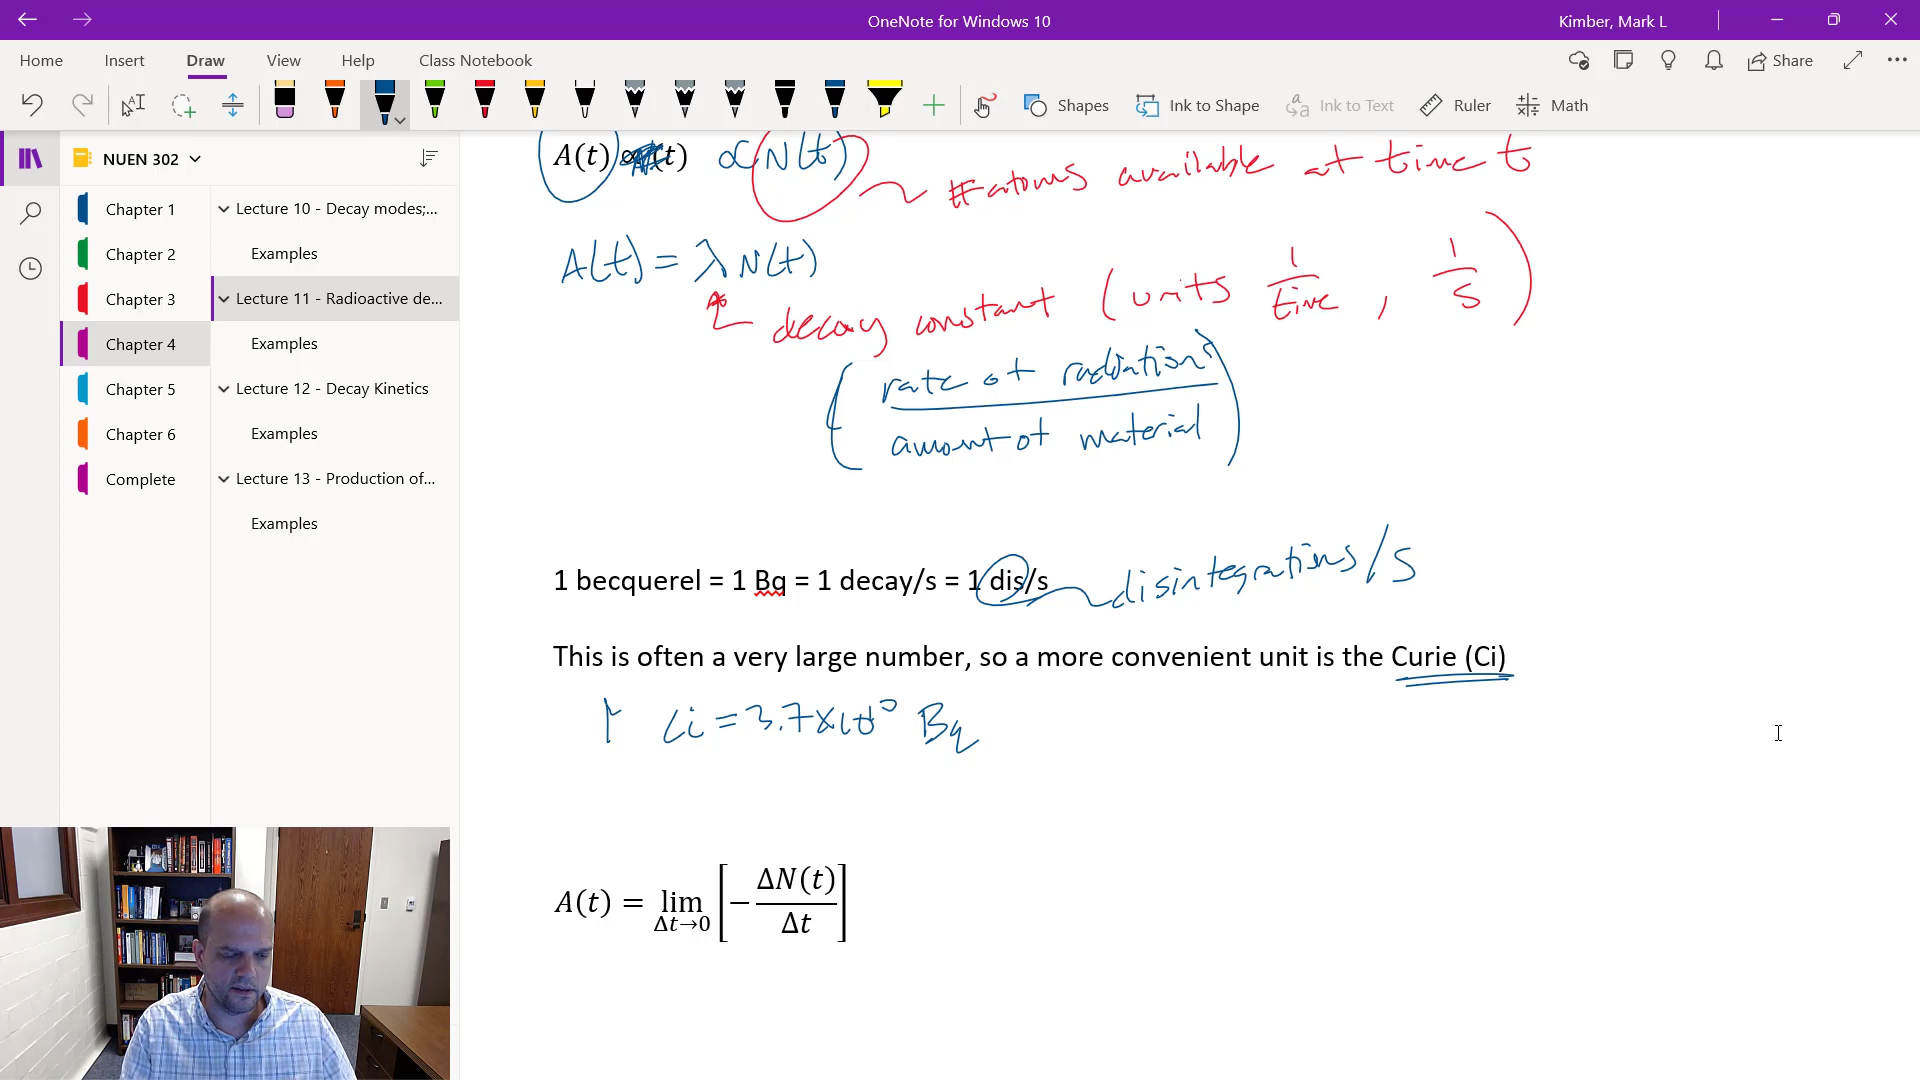 OneNote for Windows 10
Kimber, Mark L
Home Insert Draw View Help Class Notebook
Share
Shapes Ink to Shape Ink to Text Ruler Math
NUEN 302
Chapter 1
Chapter 2
Chapter 3
Chapter 4
Chapter 5
Chapter 6
Complete
Lecture 10 - Decay modes;...
Examples
Lecture 11 - Radioactive de...
Examples
Lecture 12 - Decay Kinetics
Examples
Lecture 13 - Production of...
Examples
A(t) ∝ N(t)
# atoms available at time t
A(t) = λ N(t)
decay constant (units 1/time, 1/s)
(rate of radiation
amount of material)
1 becquerel = 1 Bq = 1 decay/s = 1 dis/s
disintegrations/s
This is often a very large number, so a more convenient unit is the Curie (Ci)
1 Ci = 3.7×10¹⁰ Bq
A(t) = lim Δt→0 [−ΔN(t)/Δt]